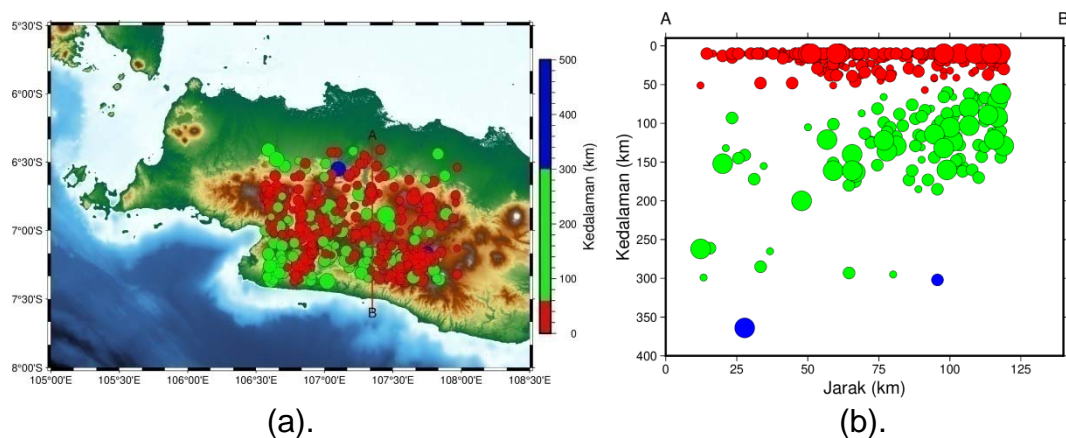 5°30'S
6°00'S
6°30'S
7°00'S
7°30'S
8°00'S
105°00'E 105°30'E 106°00'E 106°30'E 107°00'E 107°30'E 108°00'E 108°30'E
A
B
500
400
300
200
100
0
Kedalaman (km)
(a).
A B
0
50
100
150
200
250
300
350
400
Kedalaman (km)
0 25 50 75 100 125
Jarak (km)
(b).